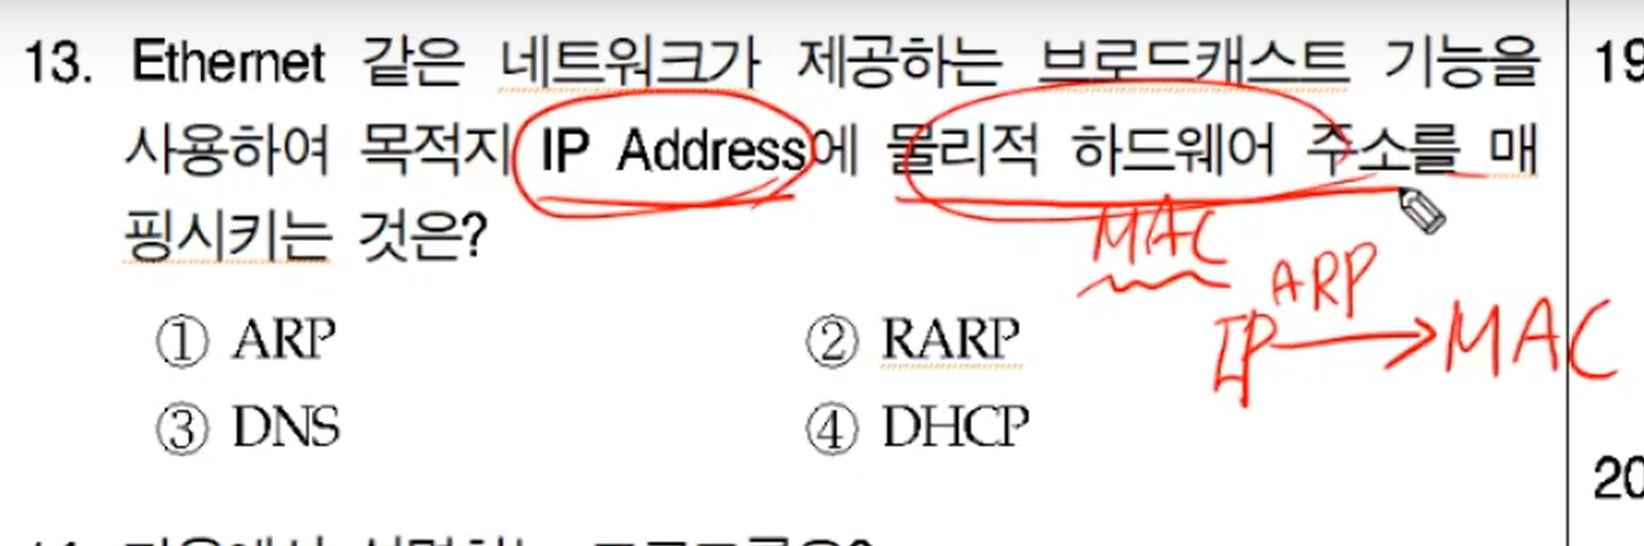 13. Ethernet 같은 네트워크가 제공하는 브로드캐스트 기능을
사용하여 목적지 IP Address에 물리적 하드웨어 주소를 매
핑시키는 것은?
MAC
ARP
IP → MAC
① ARP ② RARP
③ DNS ④ DHCP
19
20